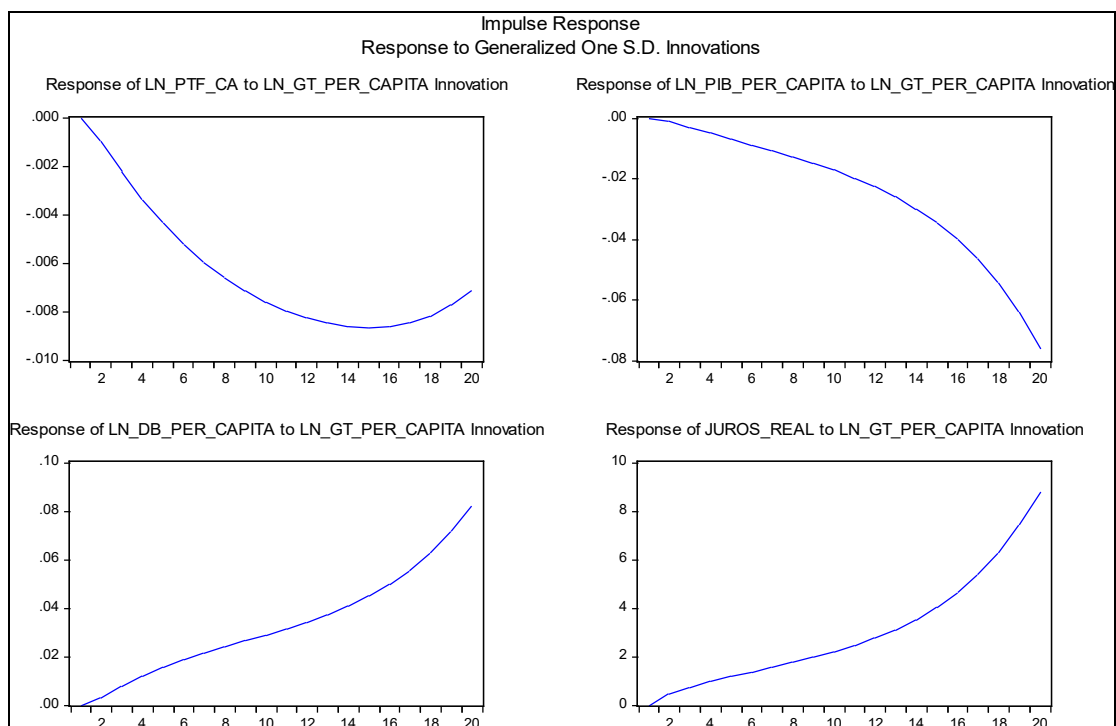 Impulse Response
Response to Generalized One S.D. Innovations
Response of LN_PTF_CA to LN_GT_PER_CAPITA Innovation
.000
-.002
-.004
-.006
-.008
-.010
2 4 6 8 10 12 14 16 18 20
Response of LN_PIB_PER_CAPITA to LN_GT_PER_CAPITA Innovation
.00
-.02
-.04
-.06
-.08
2 4 6 8 10 12 14 16 18 20
Response of LN_DB_PER_CAPITA to LN_GT_PER_CAPITA Innovation
.10
.08
.06
.04
.02
.00
2 4 6 8 10 12 14 16 18 20
Response of JUROS_REAL to LN_GT_PER_CAPITA Innovation
10
8
6
4
2
0
2 4 6 8 10 12 14 16 18 20